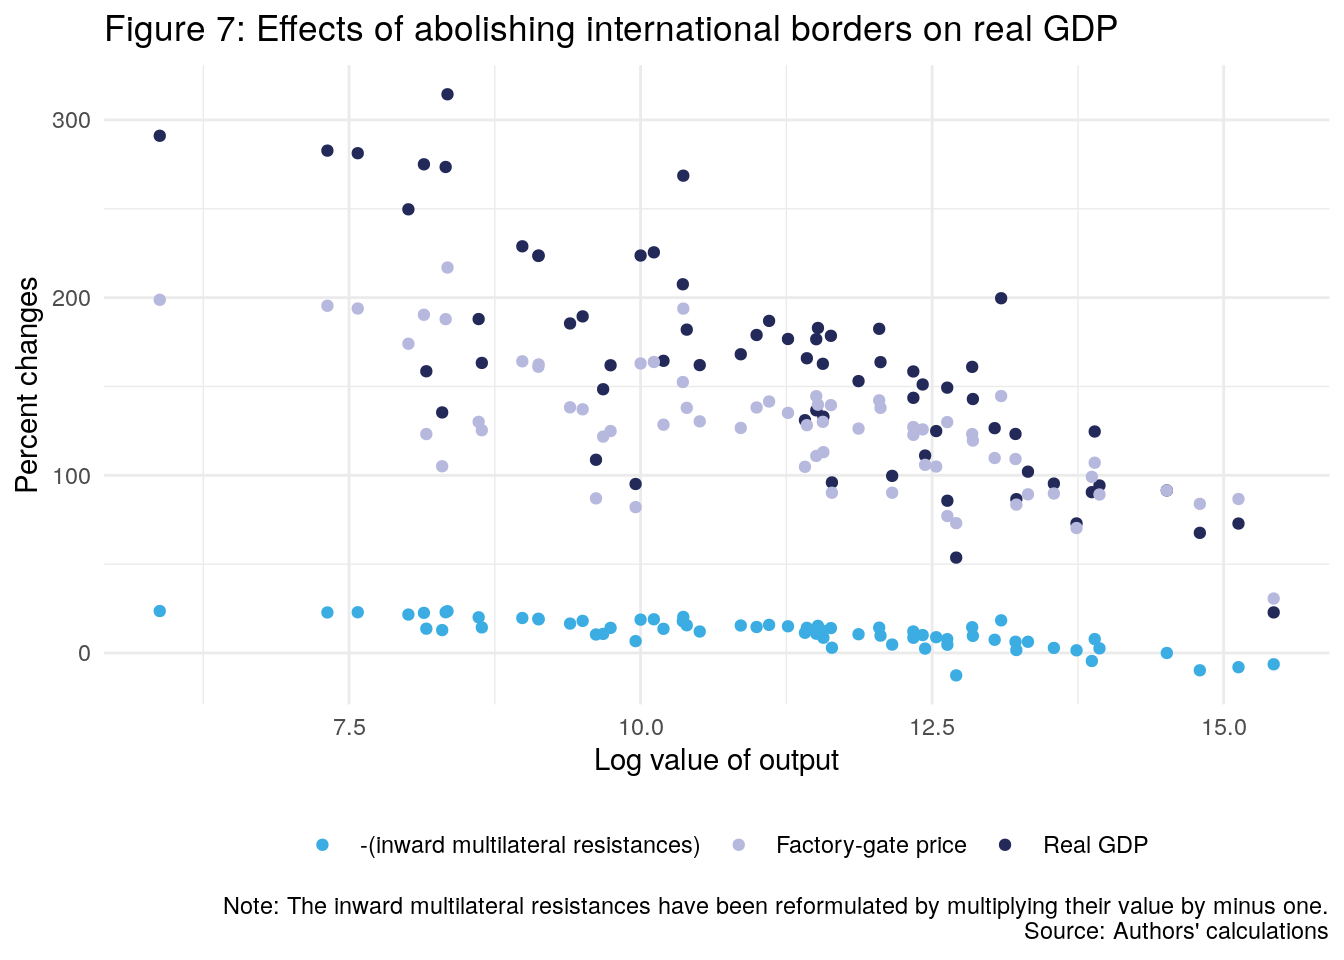 Figure 7: Effects of abolishing international borders on real GDP
300
200
100
0
Percent changes
7.5
10.0
12.5
15.0
Log value of output
-(inward multilateral resistances)
Factory-gate price
Real GDP
Note: The inward multilateral resistances have been reformulated by multiplying their value by minus one.
Source: Authors' calculations